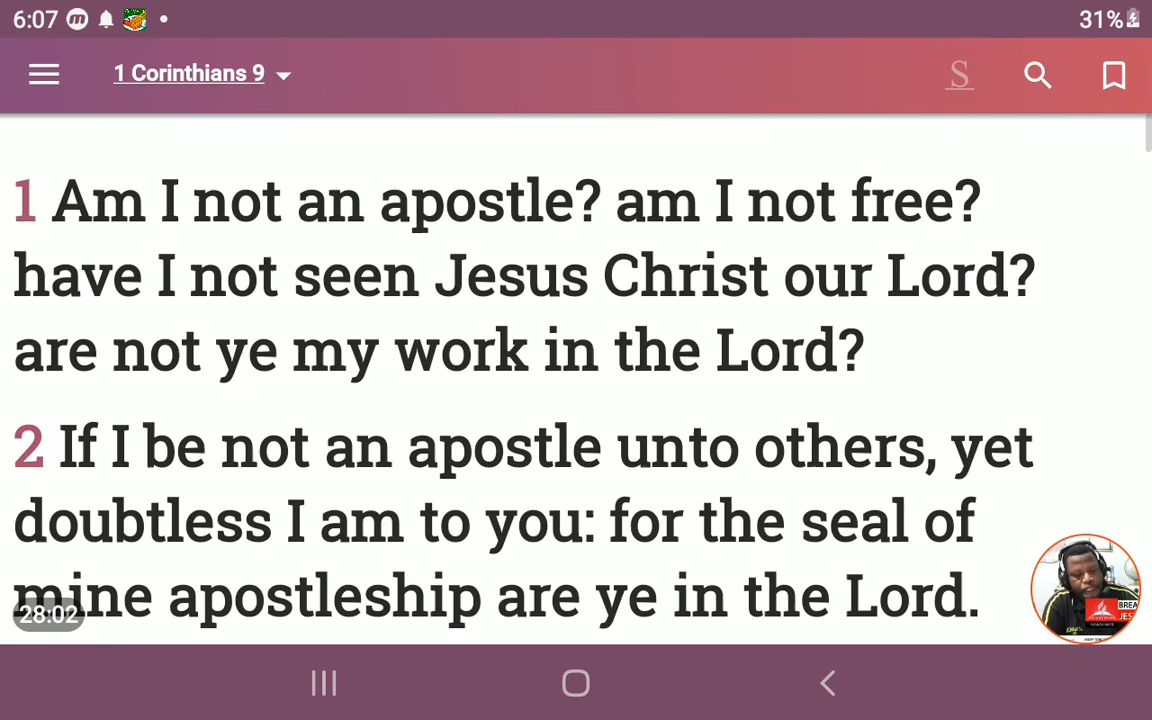 6:07
31%
1 Corinthians 9
S
1 Am I not an apostle? am I not free?
have I not seen Jesus Christ our Lord?
are not ye my work in the Lord?
2 If I be not an apostle unto others, yet
doubtless I am to you: for the seal of
mine apostleship are ye in the Lord.
28:02
BREA
JES